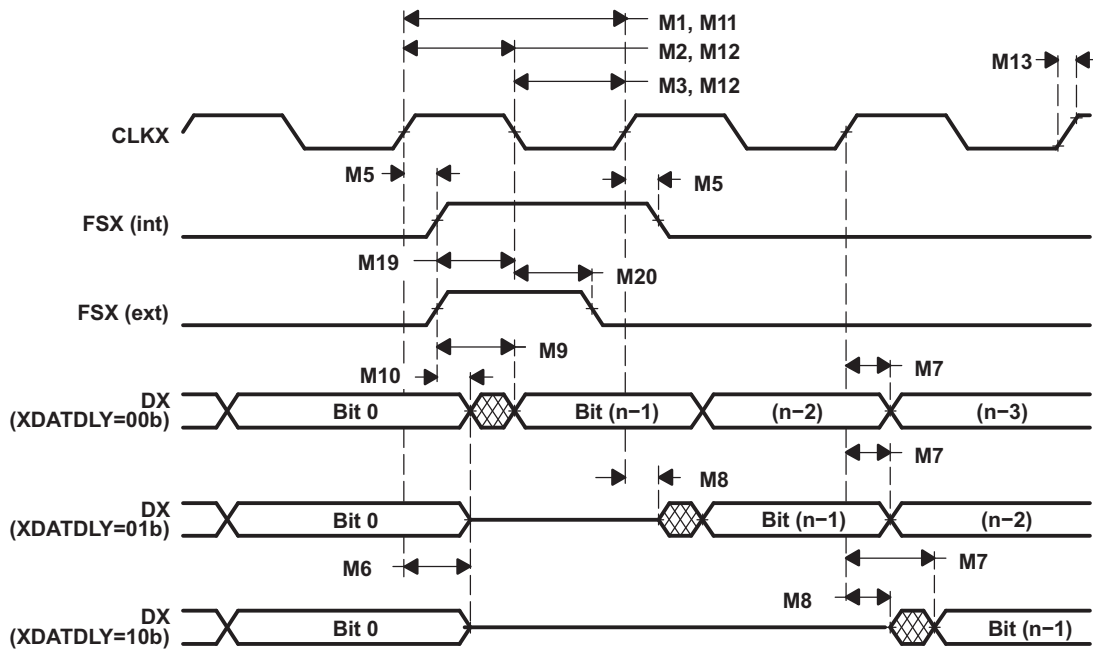 M1, M11
M2, M12
M13
M3, M12
CLKX
M5
M5
FSX (int)
M19
M20
FSX (ext)
M9
M10
M7
DX
(XDATDLY=00b)
Bit 0
Bit (n−1)
(n−2)
(n−3)
M7
M8
DX
(XDATDLY=01b)
Bit 0
Bit (n−1)
(n−2)
M6
M7
M8
DX
(XDATDLY=10b)
Bit 0
Bit (n−1)